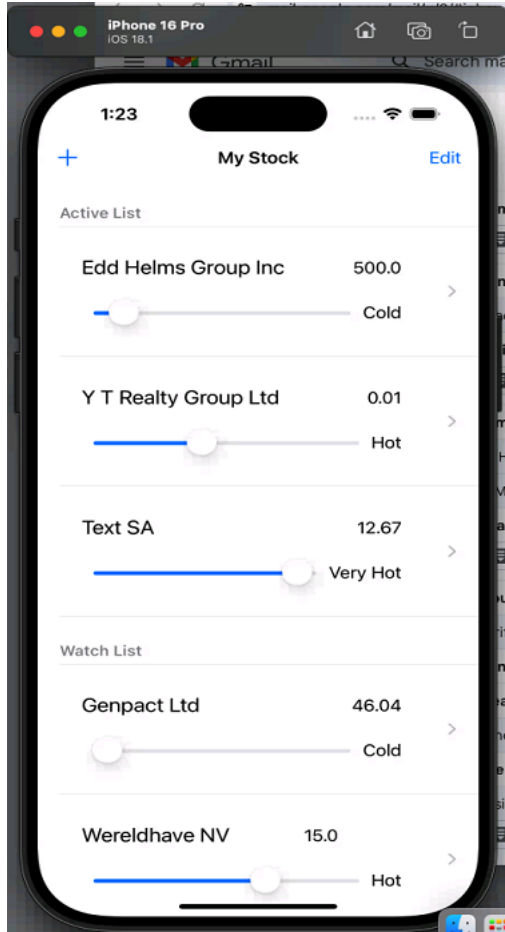 iPhone 16 Pro
iOS 18.1
Gmail
Search ma
1:23
+ My Stock Edit
Active List
Edd Helms Group Inc 500.0
Cold
Y T Realty Group Ltd 0.01
Hot
Text SA 12.67
Very Hot
Watch List
Genpact Ltd 46.04
Cold
Wereldhave NV 15.0
Hot